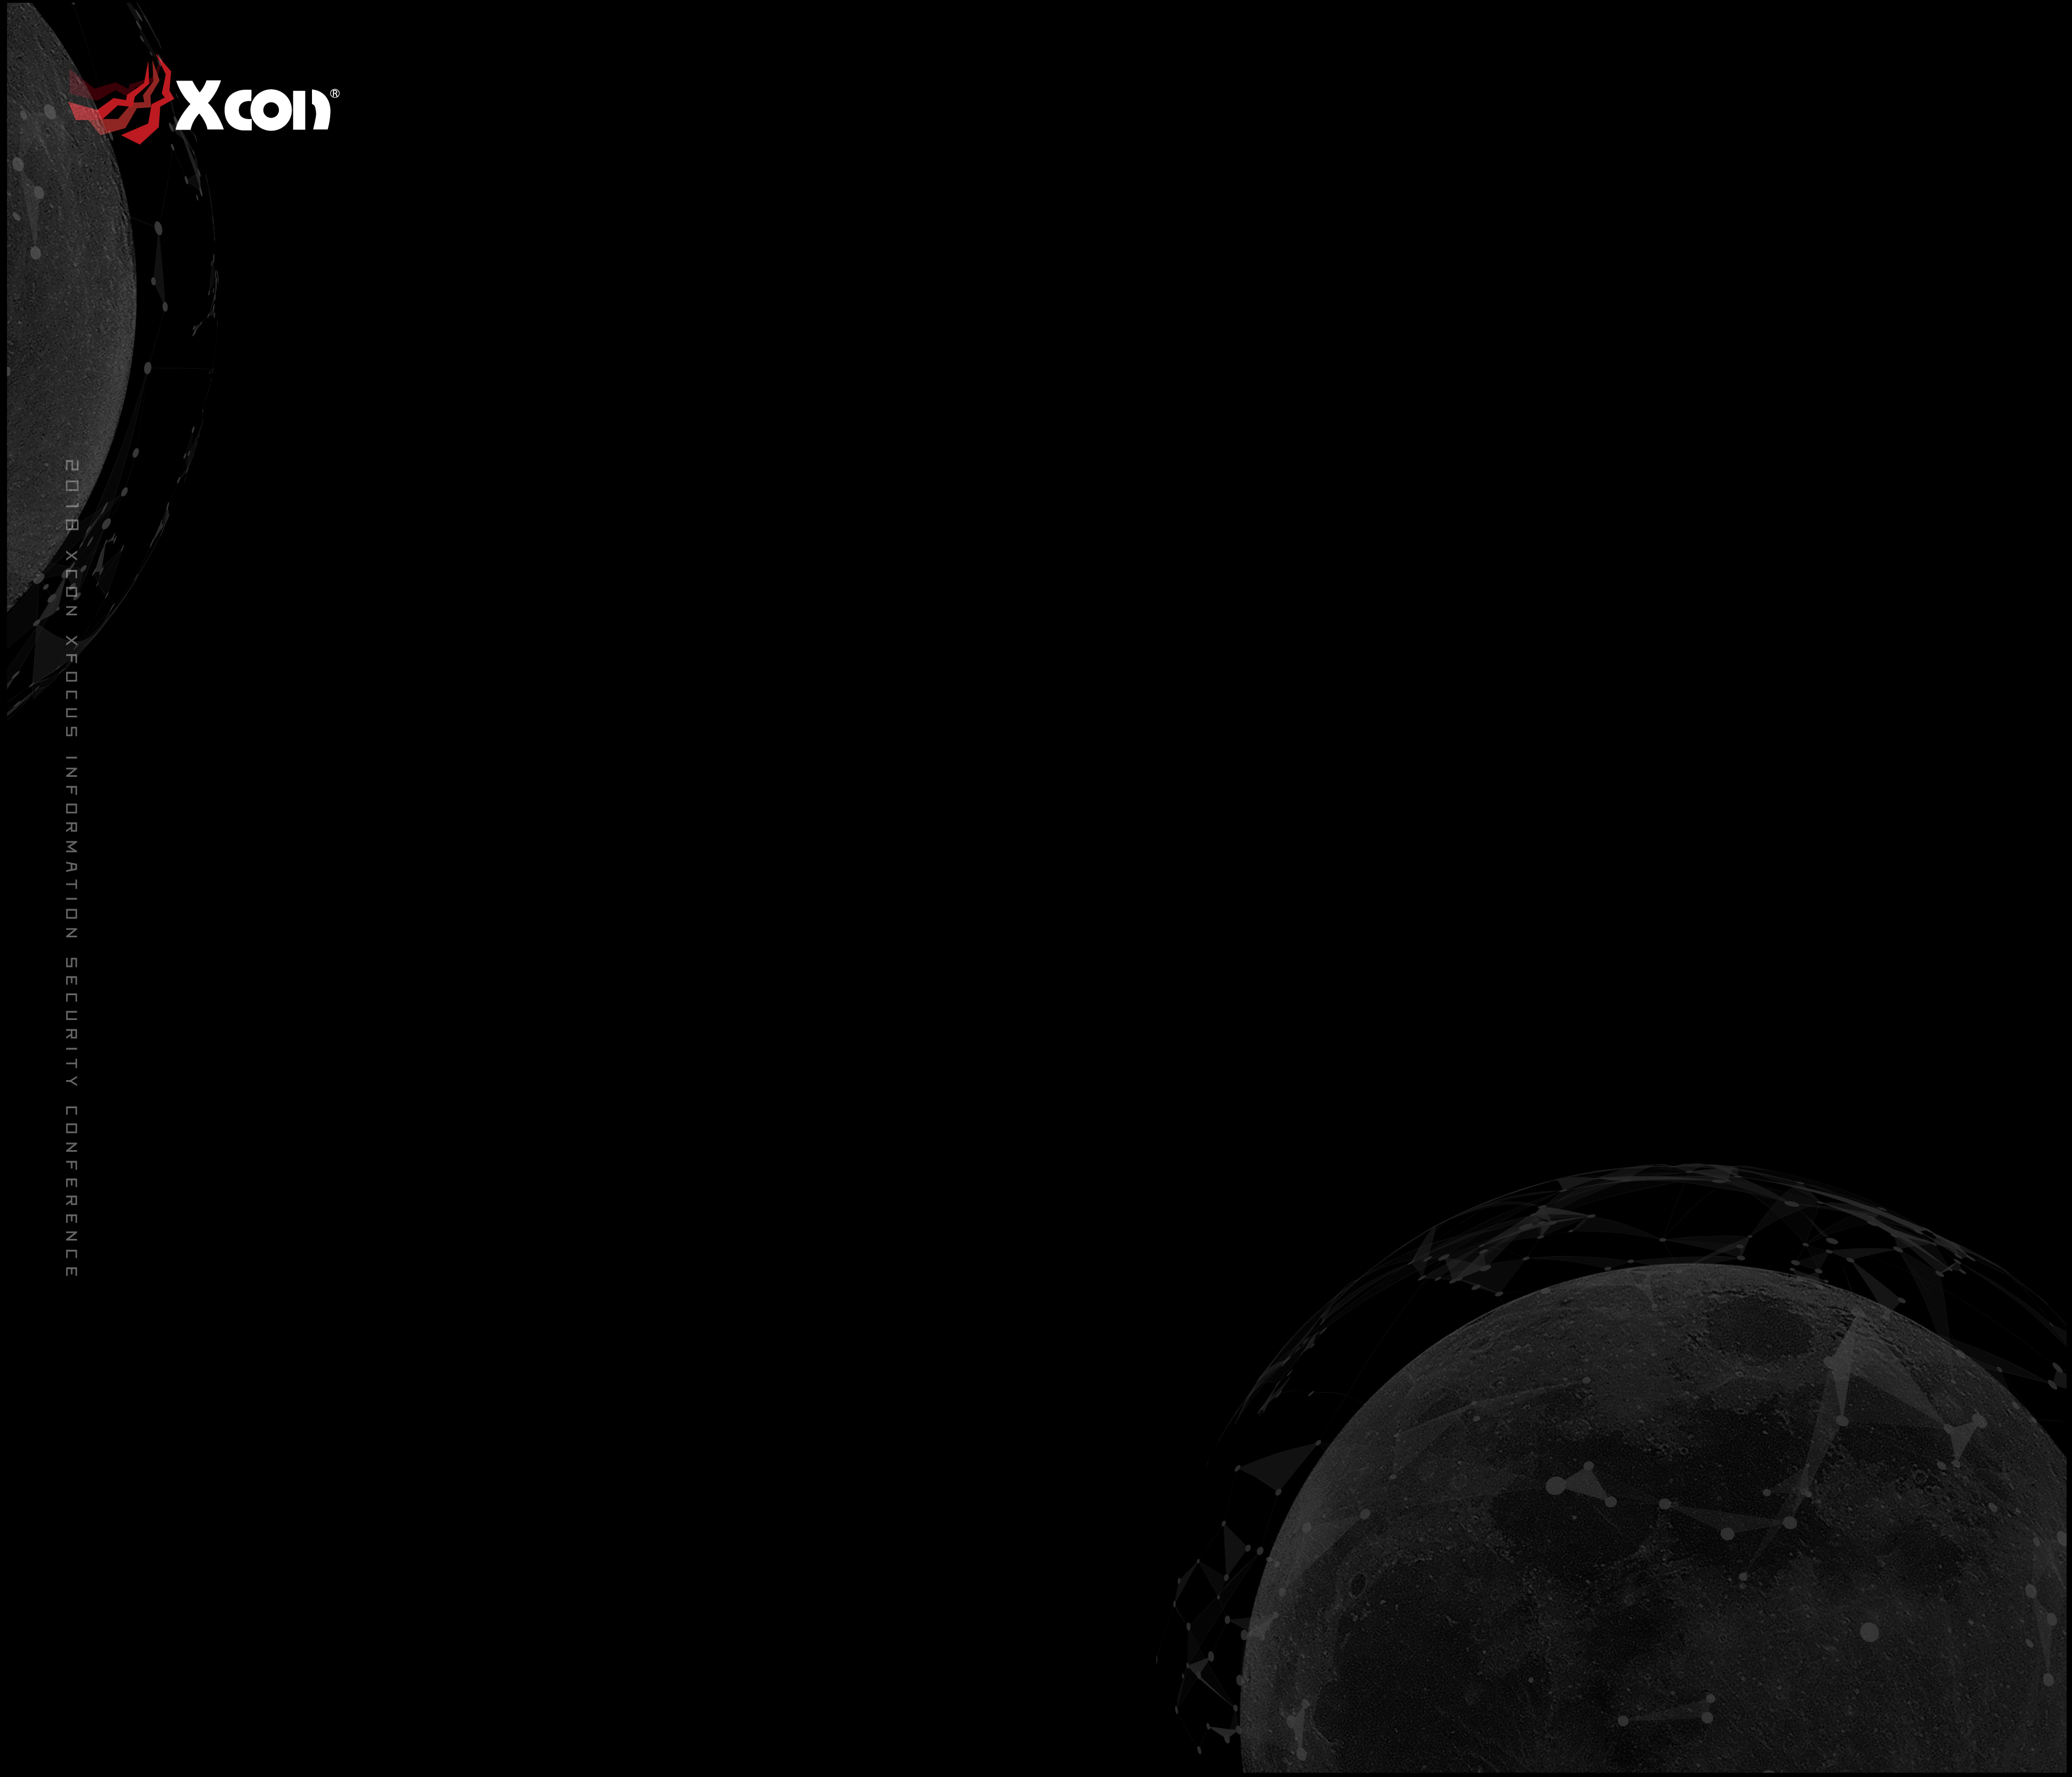 Xcon®
2018 XCON XFOCUS INFORMATION SECURITY CONFERENCE